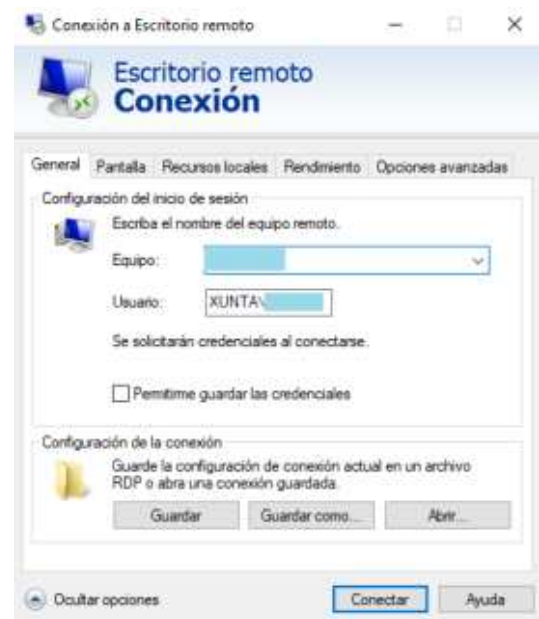 Conexión a Escritorio remoto
Escritorio remoto
Conexión
General Pantalla Recursos locales Rendimiento Opciones avanzadas
Configuración del inicio de sesión
Escriba el nombre del equipo remoto.
Equipo:
Usuario: XUNTA\
Se solicitarán credenciales al conectarse.
Permitirme guardar las credenciales
Configuración de la conexión
Guarde la configuración de conexión actual en un archivo
RDP o abra una conexión guardada.
Guardar Guardar como... Abrir...
Ocultar opciones Conectar Ayuda